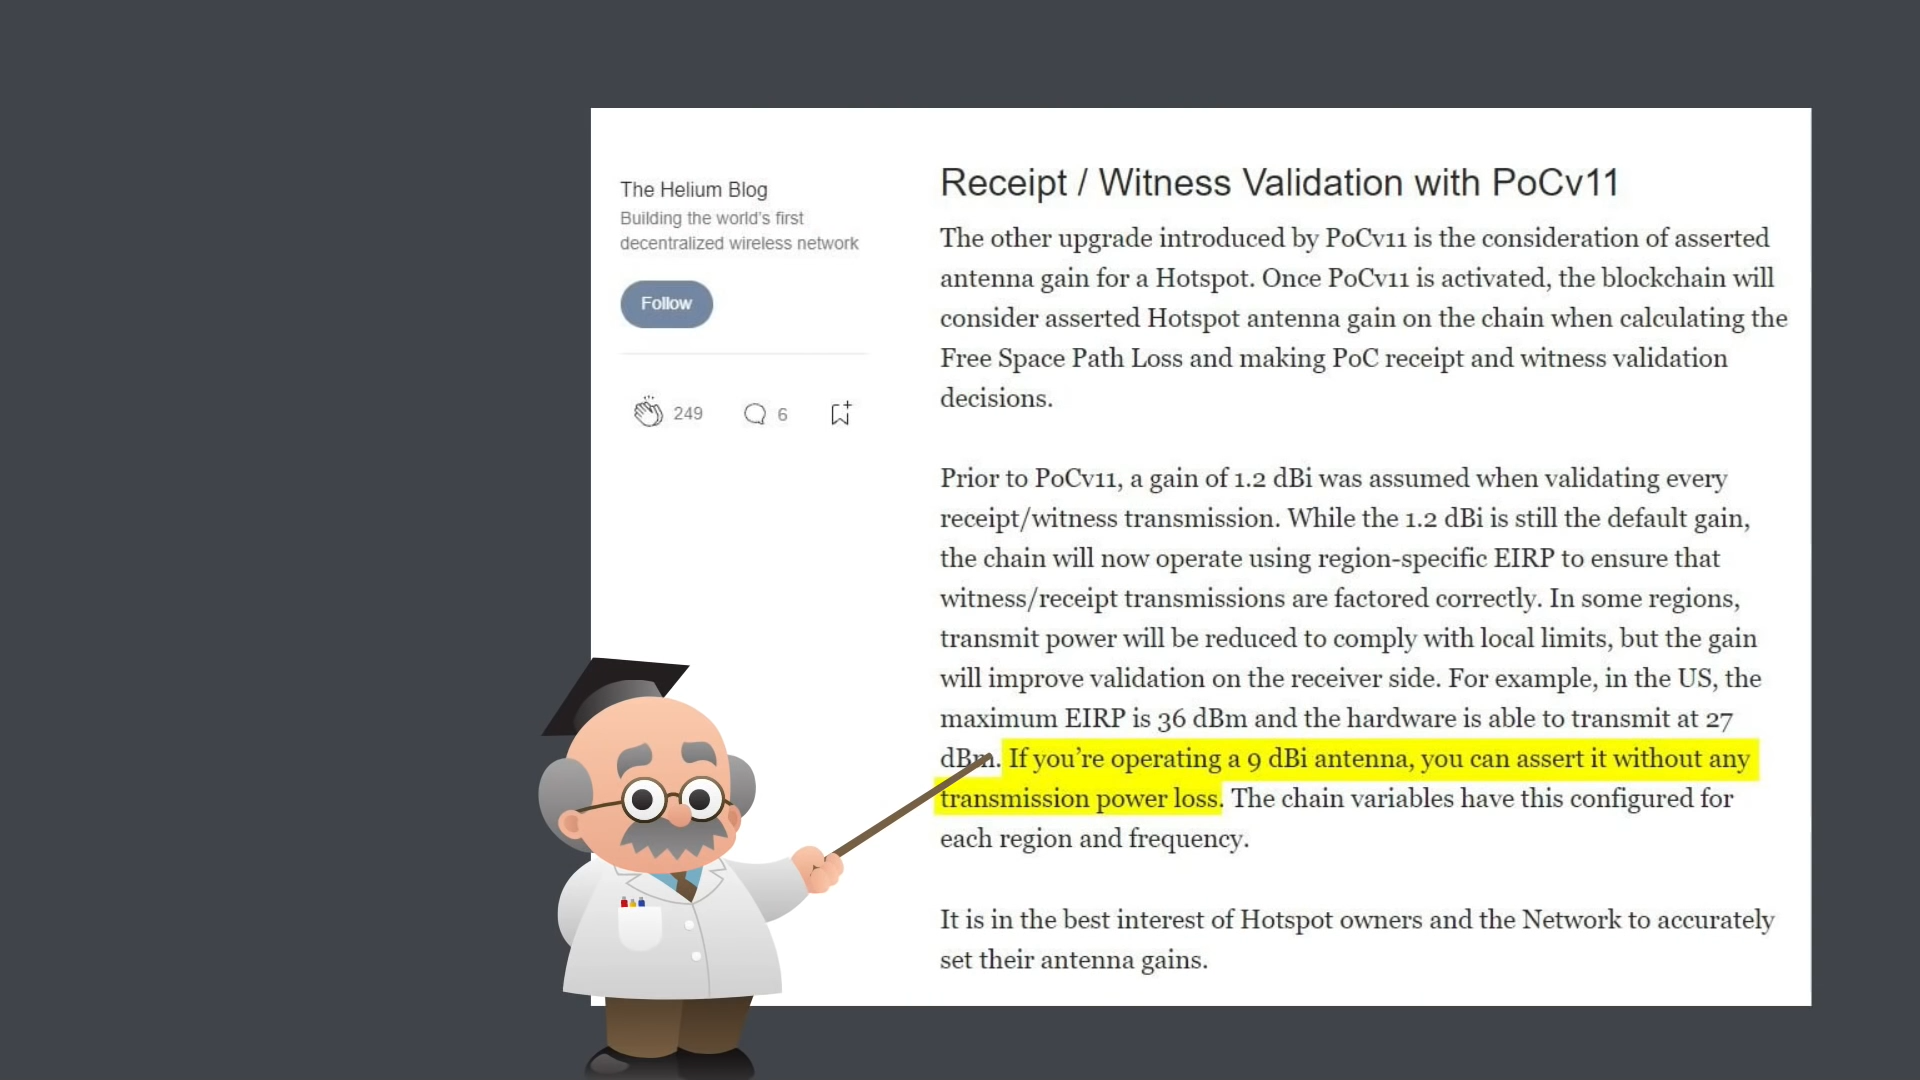 The Helium Blog
Building the world's first
decentralized wireless network
Follow
249
6
Receipt / Witness Validation with PoCv11
The other upgrade introduced by PoCv11 is the consideration of asserted
antenna gain for a Hotspot. Once PoCv11 is activated, the blockchain will
consider asserted Hotspot antenna gain on the chain when calculating the
Free Space Path Loss and making PoC receipt and witness validation
decisions.
Prior to PoCv11, a gain of 1.2 dBi was assumed when validating every
receipt/witness transmission. While the 1.2 dBi is still the default gain,
the chain will now operate using region-specific EIRP to ensure that
witness/receipt transmissions are factored correctly. In some regions,
transmit power will be reduced to comply with local limits, but the gain
will improve validation on the receiver side. For example, in the US, the
maximum EIRP is 36 dBm and the hardware is able to transmit at 27
dBm. If you're operating a 9 dBi antenna, you can assert it without any
transmission power loss. The chain variables have this configured for
each region and frequency.
It is in the best interest of Hotspot owners and the Network to accurately
set their antenna gains.